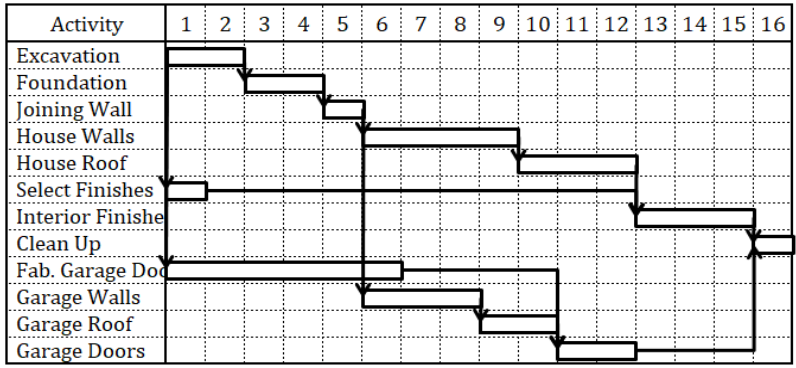 Activity 1 2 3 4 5 6 7 8 9 10 11 12 13 14 15 16
Excavation
Foundation
Joining Wall
House Walls
House Roof
Select Finishes
Interior Finishe
Clean Up
Fab. Garage Doo
Garage Walls
Garage Roof
Garage Doors